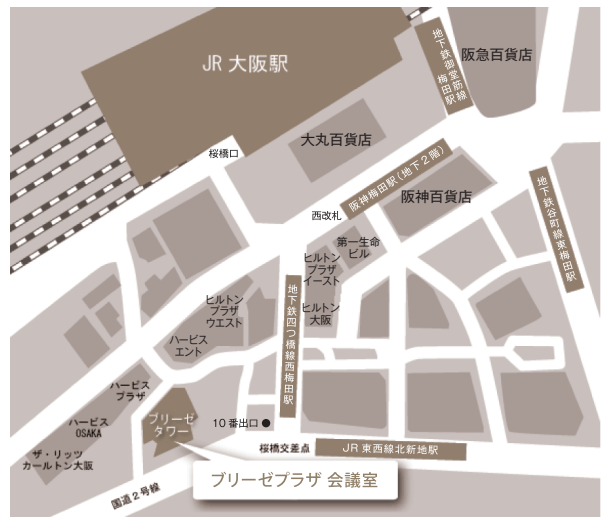 阪急百貨店
地下鉄御堂筋線
梅田駅
JR 大阪駅
大丸百貨店
桜橋口
阪神梅田駅(地下2階)
阪神百貨店
地下鉄谷町線東梅田駅
西改札
第一生命
ビル
ヒルトン
プラザ
イースト
ヒルトン
大阪
地下鉄四つ橋線西梅田駅
ヒルトン
プラザ
ウエスト
ハービス
エント
ハービス
プラザ
ハービス
OSAKA
ブリーゼ
タワー
10番出口
ザ・リッツ
カールトン大阪
桜橋交差点
JR東西線北新地駅
ブリーゼプラザ 会議室
国道2号線